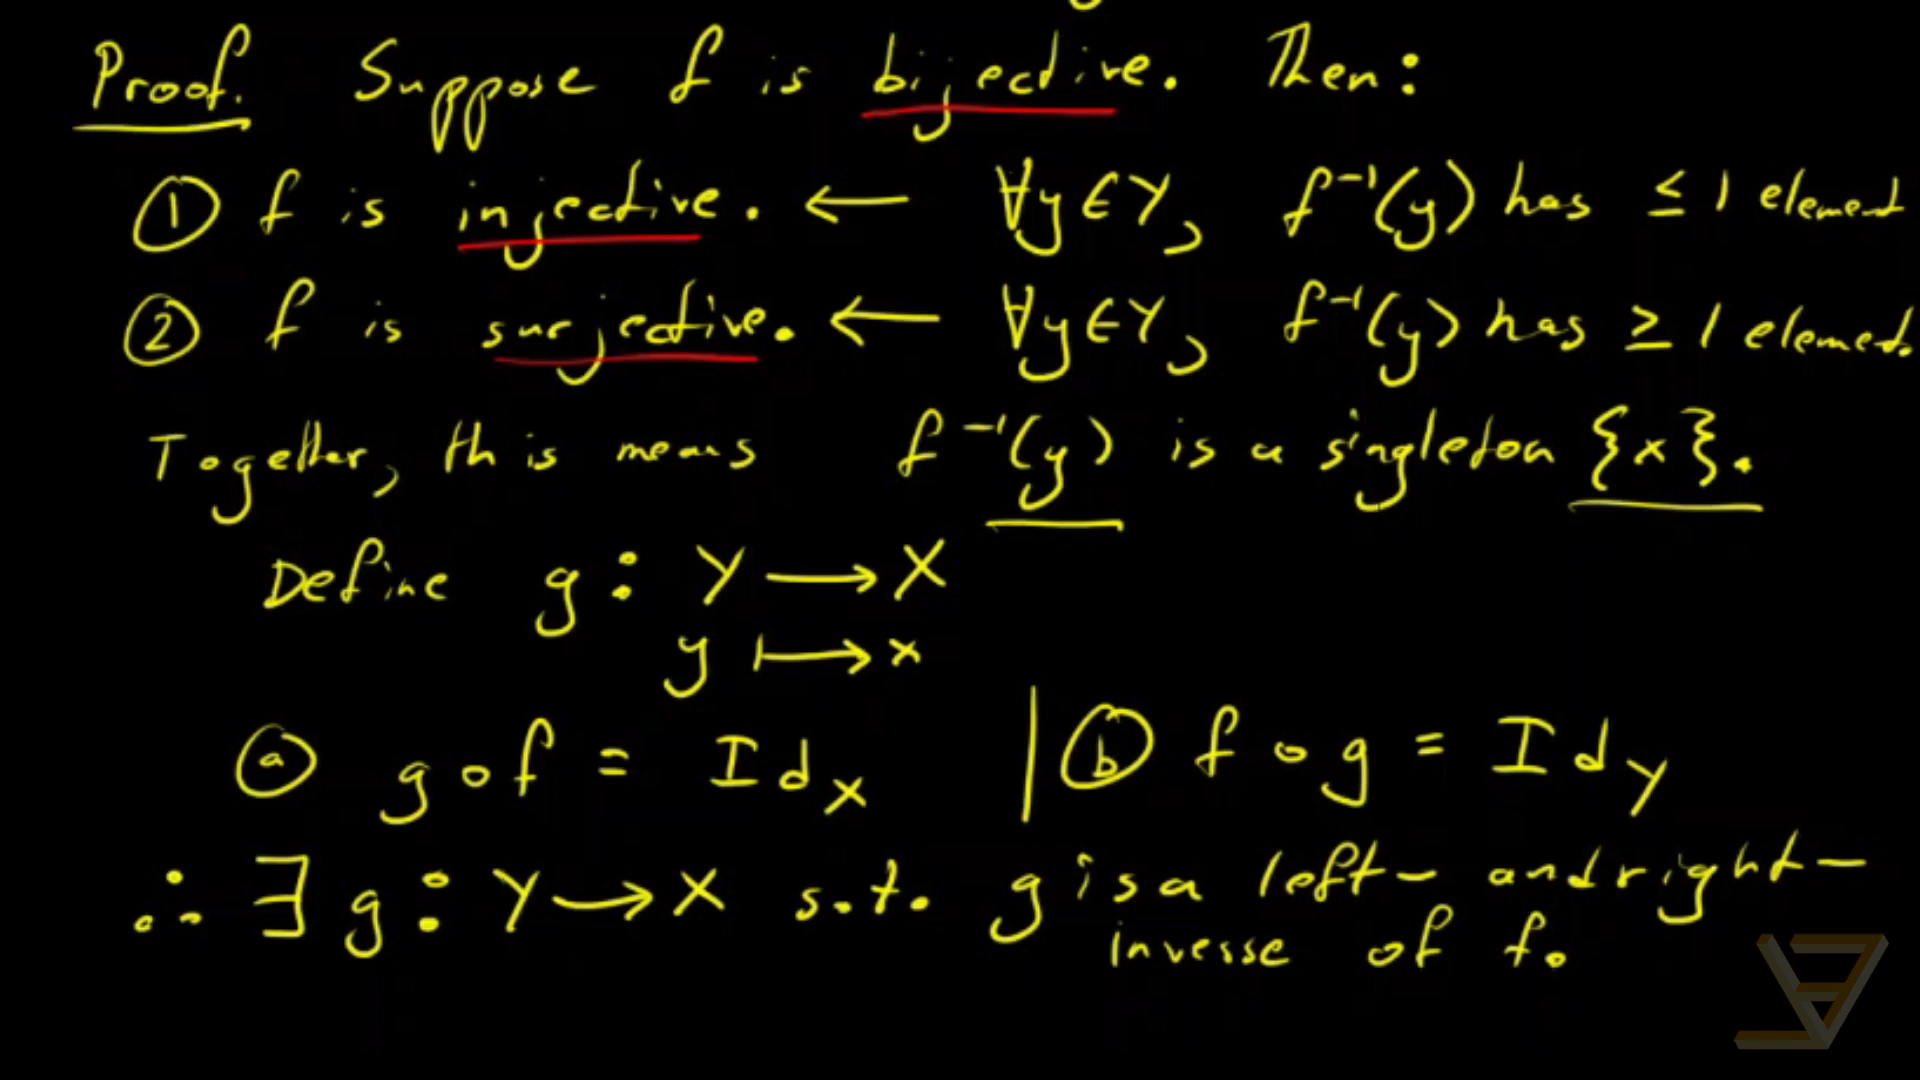 Proof. Suppose f is bijective. Then:
① f is injective. ← ∀y∈Y, f⁻¹(y) has ≤ 1 element
② f is surjective. ← ∀y∈Y, f⁻¹(y) has ≥ 1 element.
Together, this means f⁻¹(y) is a singleton {x}.
Define g: Y ⟶ X
y ⟼ x
ⓐ g∘f = Id_X | ⓑ f∘g = Id_Y
∴ ∃ g: Y → X s.t. g is a left- and right-
inverse of f.